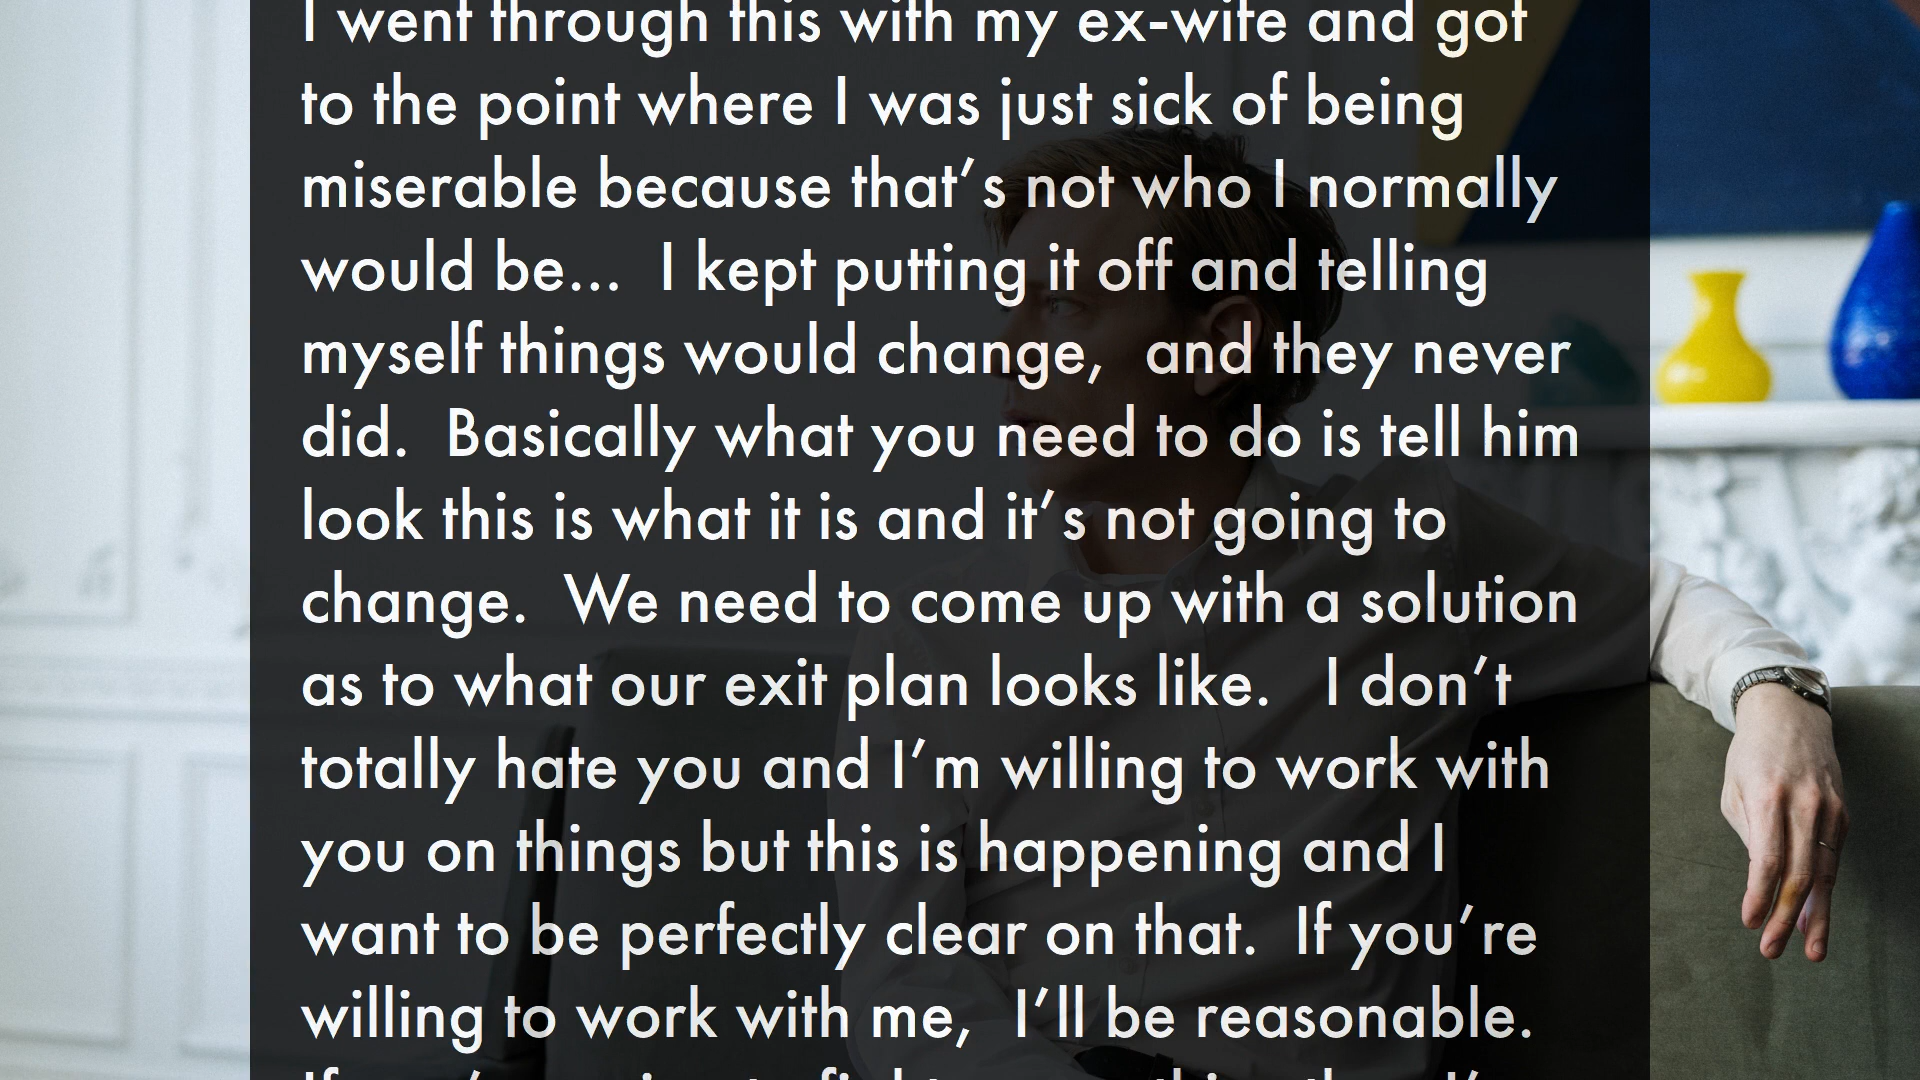 I went through this with my ex-wife and got
to the point where I was just sick of being
miserable because that’s not who I normally
would be...  I kept putting it off and telling
myself things would change,  and they never
did.  Basically what you need to do is tell him
look this is what it is and it’s not going to
change.  We need to come up with a solution
as to what our exit plan looks like.   I don’t
totally hate you and I’m willing to work with
you on things but this is happening and I
want to be perfectly clear on that.  If you’re
willing to work with me,  I’ll be reasonable.